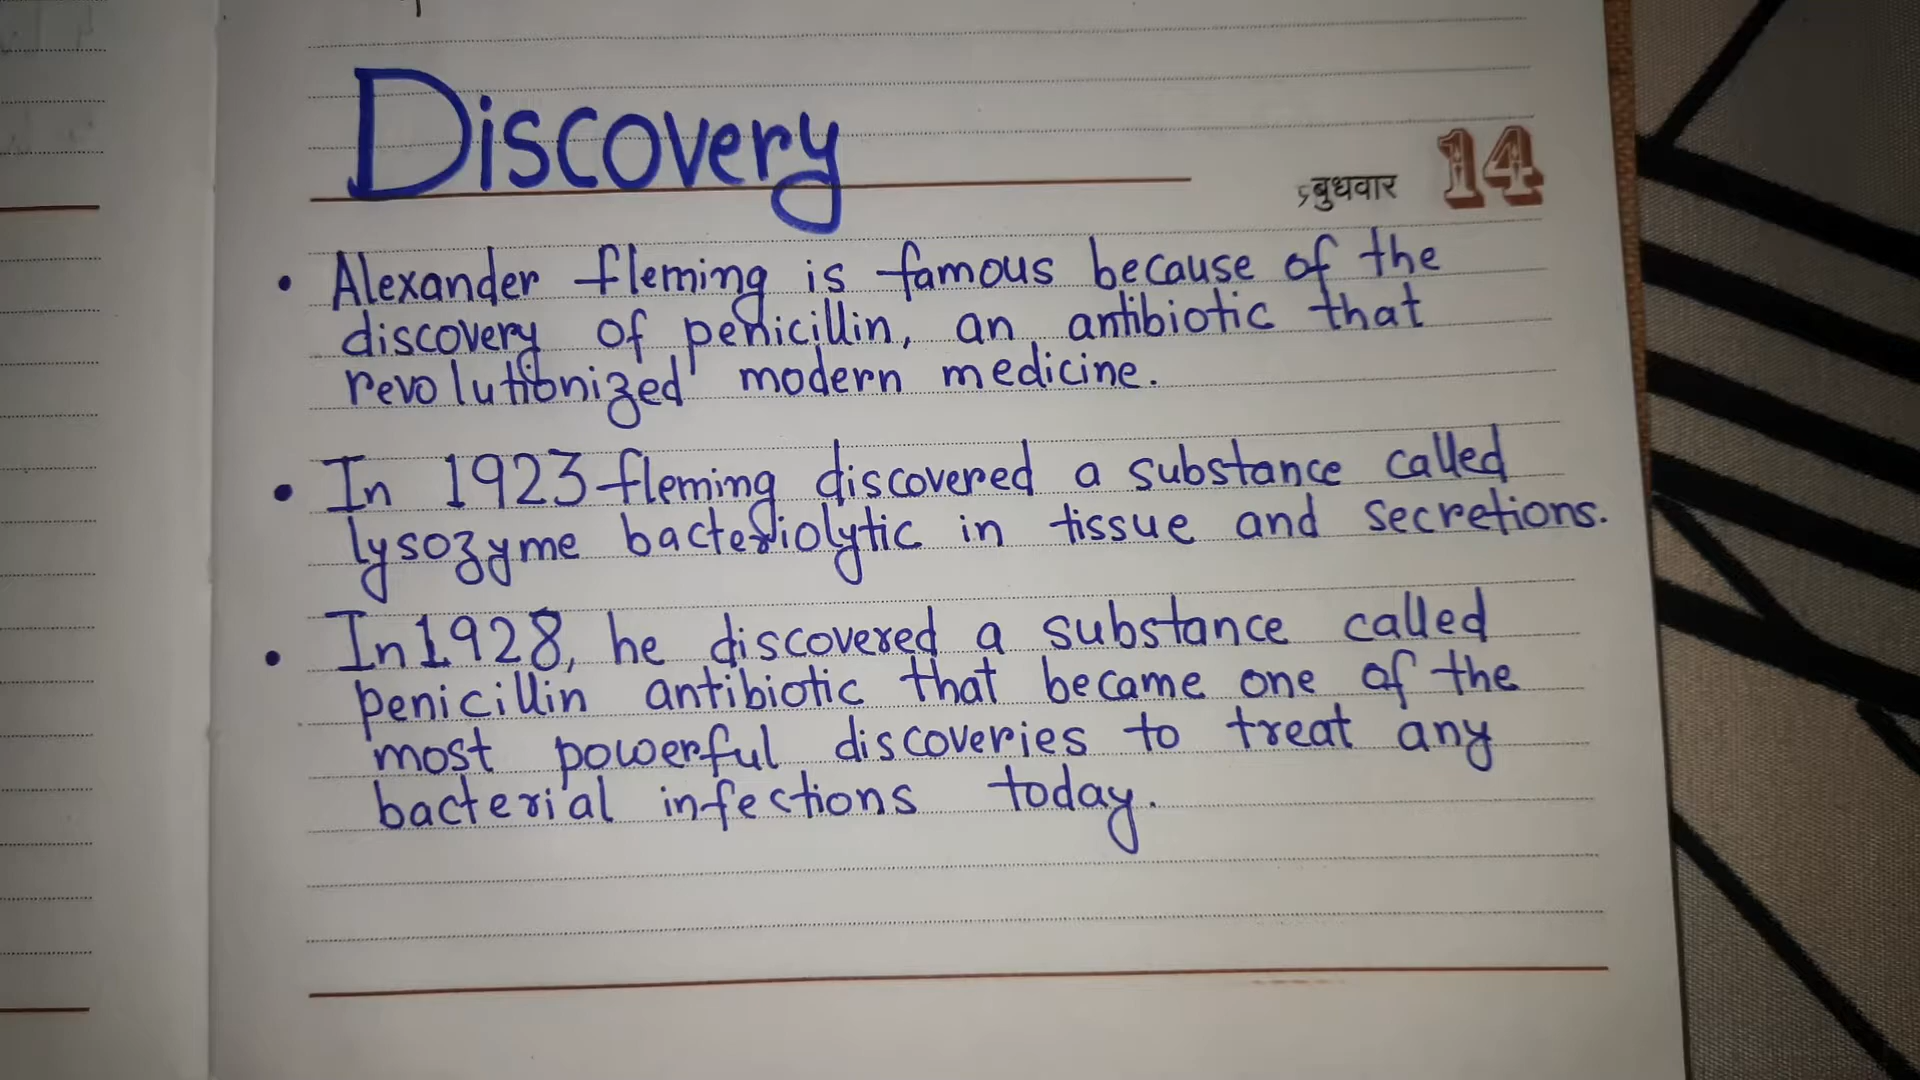 Discovery
बुधवार 14
• Alexander fleming is famous because of the
discovery of penicillin, an antibiotic that
revolutionized modern medicine.
• In 1923 fleming discovered a substance called
lysozyme bacteriolytic in tissue and secretions.
• In 1928, he discovered a substance called
penicillin antibiotic that became one of the
most powerful discoveries to treat any
bacterial infections today.